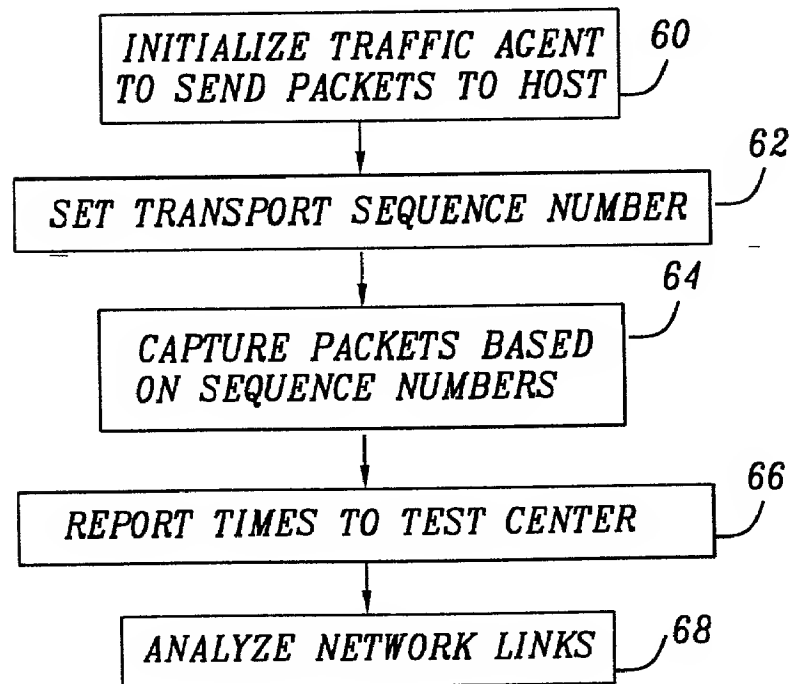 INITIALIZE TRAFFIC AGENT
TO SEND PACKETS TO HOST
60
62
SET TRANSPORT SEQUENCE NUMBER
64
CAPTURE PACKETS BASED
ON SEQUENCE NUMBERS
66
REPORT TIMES TO TEST CENTER
68
ANALYZE NETWORK LINKS